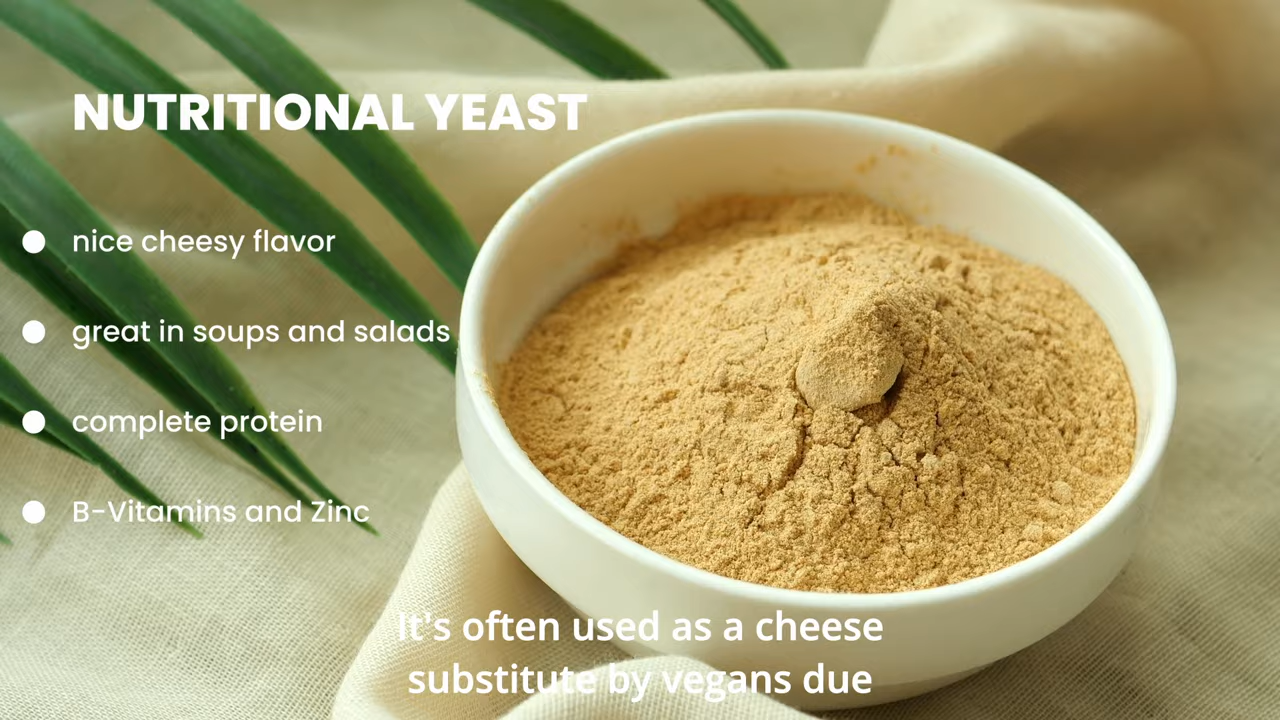 NUTRITIONAL YEAST
nice cheesy flavor
great in soups and salads
complete protein
B-Vitamins and Zinc
It's often used as a cheese
substitute by vegans due